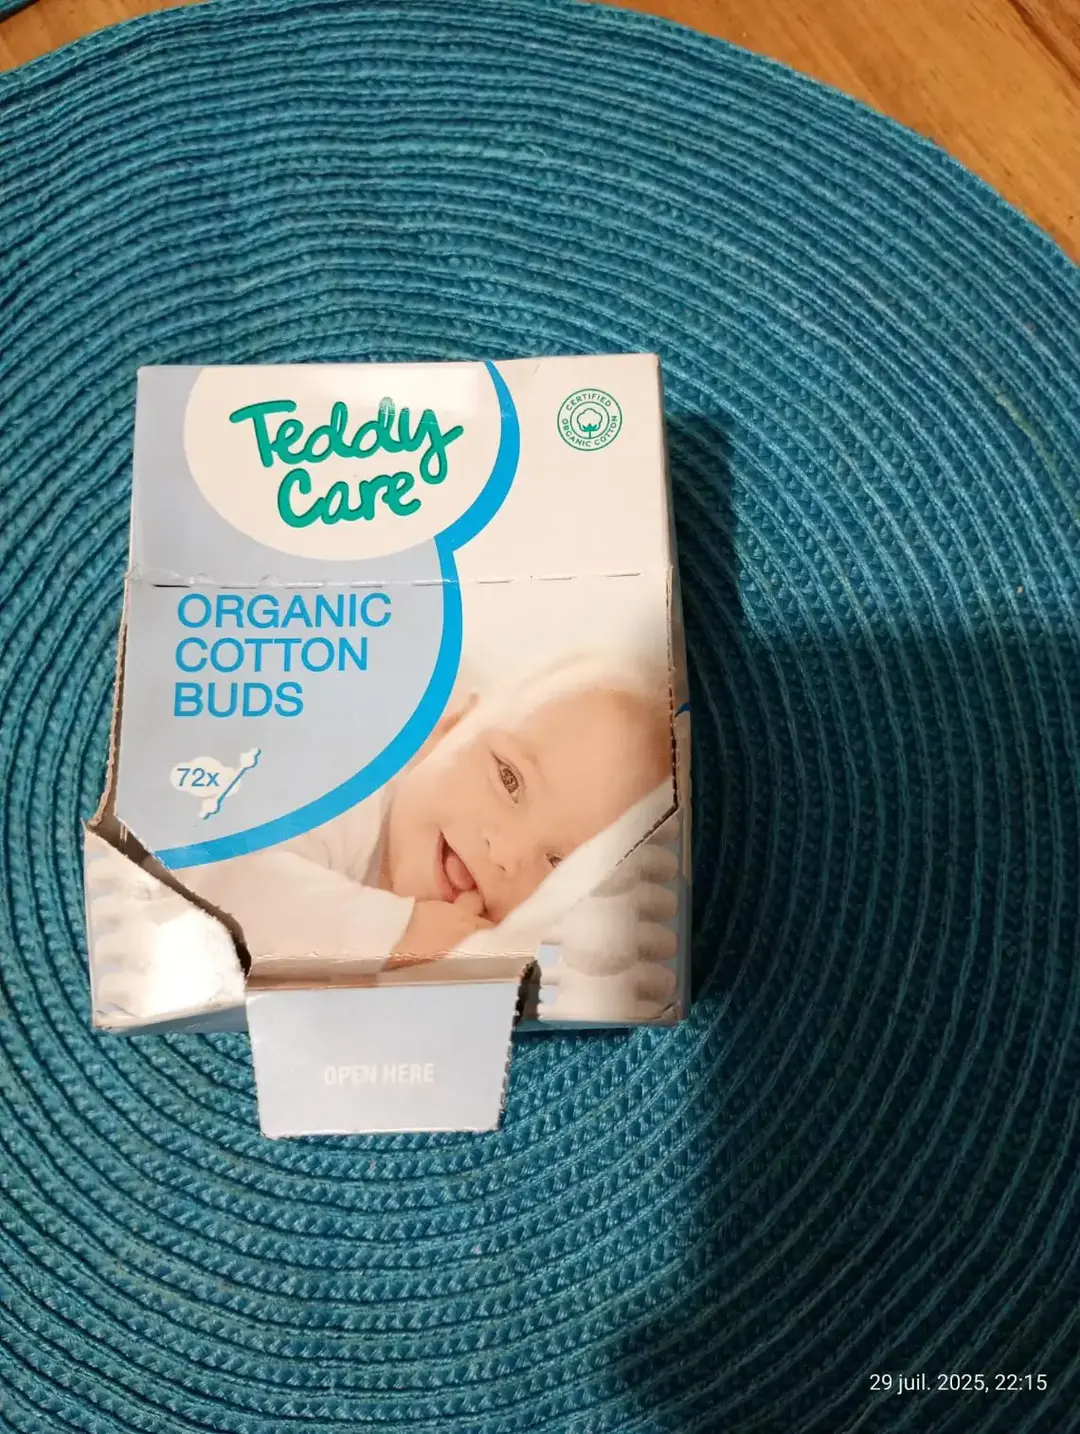 Teddy
Care
CERTIFIED
ORGANIC COTTON
ORGANIC
COTTON
BUDS
72x
OPEN HERE
29 juil. 2025, 22:15